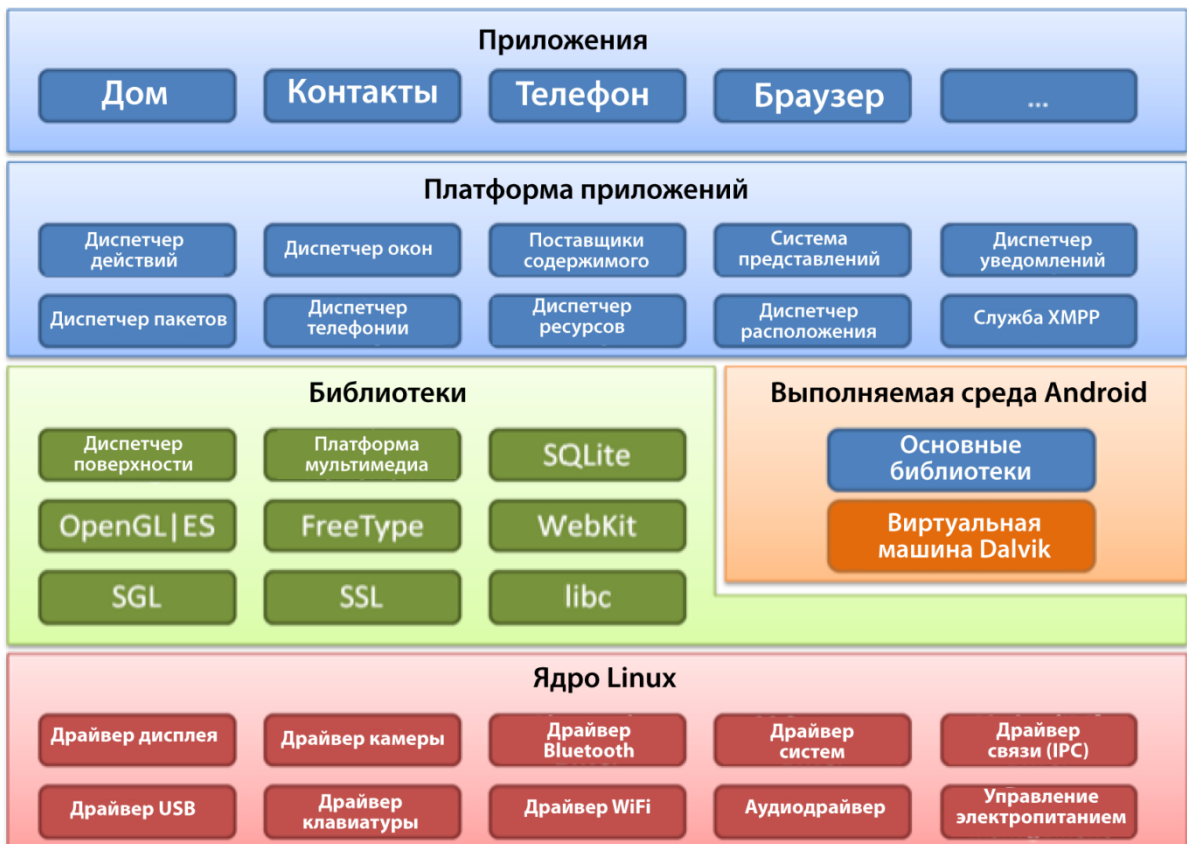 Приложения
Дом
Контакты
Телефон
Браузер
...
Платформа приложений
Диспетчер
действий
Диспетчер окон
Поставщики
содержимого
Система
представлений
Диспетчер
уведомлений
Диспетчер пакетов
Диспетчер
телефонии
Диспетчер
ресурсов
Диспетчер
расположения
Служба XMPP
Библиотеки
Диспетчер
поверхности
Платформа
мультимедиа
SQLite
OpenGL|ES
FreeType
WebKit
SGL
SSL
libc
Выполняемая среда Android
Основные
библиотеки
Виртуальная
машина Dalvik
Ядро Linux
Драйвер дисплея
Драйвер камеры
Драйвер
Bluetooth
Драйвер
систем
Драйвер
связи (IPC)
Драйвер USB
Драйвер
клавиатуры
Драйвер WiFi
Аудиодрайвер
Управление
электропитанием